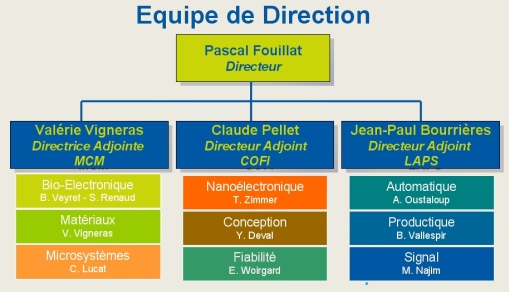 Equipe de Direction
Pascal Fouillat
Directeur
Valérie Vigneras
Directrice Adjointe
MCM
Claude Pellet
Directeur Adjoint
COFI
Jean-Paul Bourrières
Directeur Adjoint
LAPS
Bio-Electronique
B. Veyret - S. Renaud
Matériaux
V. Vigneras
Microsystèmes
C. Lucat
Nanoélectronique
T. Zimmer
Conception
Y. Deval
Fiabilité
E. Woirgard
Automatique
A. Oustaloup
Productique
B. Vallespir
Signal
M. Najim